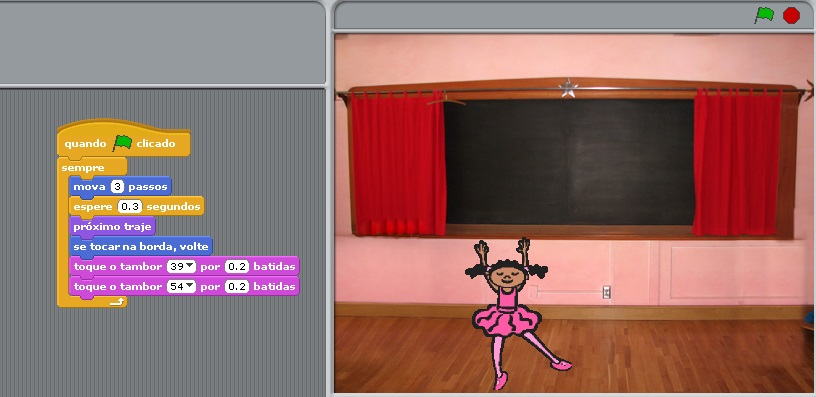 quando clicado
sempre
mova 3 passos
espere 0.3 segundos
próximo traje
se tocar na borda, volte
toque o tambor 39 por 0.2 batidas
toque o tambor 54 por 0.2 batidas